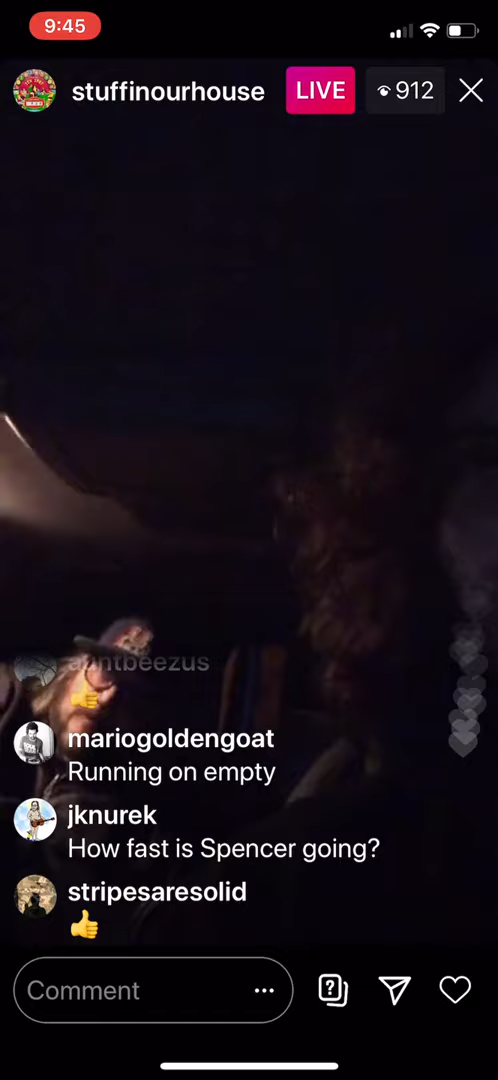 9:45
stuffinourhouse LIVE 912
auntbeezus
👍
mariogoldengoat
Running on empty
jknurek
How fast is Spencer going?
stripesaresolid
👍
Comment